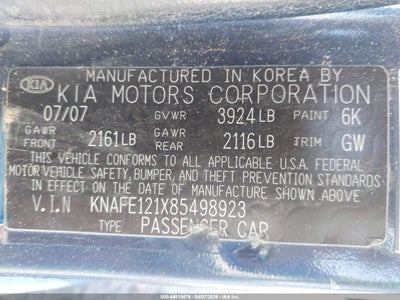 MANUFACTURED IN KOREA BY
KIA KIA MOTORS CORPORATION
07/07 GVWR 3924LB PAINT 6K
GAWR FRONT 2161LB GAWR REAR 2116LB TRIM GW
THIS VEHICLE CONFORMS TO ALL APPLICABLE U.S.A. FEDERAL
MOTOR VEHICLE SAFETY, BUMPER, AND THEFT PREVENTION STANDARDS
IN EFFECT ON THE DATE OF MANUFACTURE SHOWN ABOVE
V.I.N KNAFE121X85498923
TYPE PASSENGER CAR